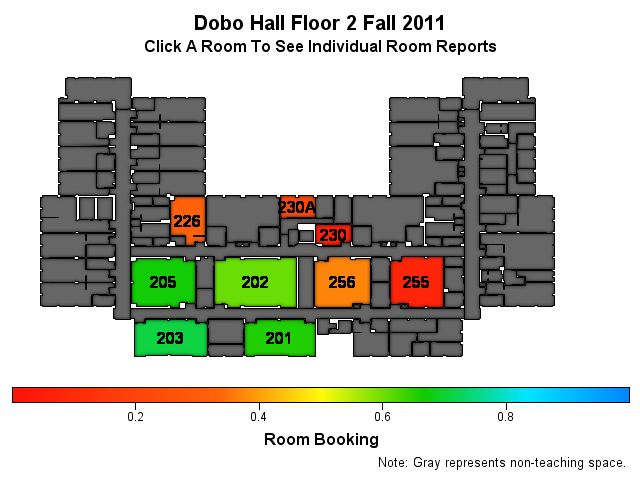 Dobo Hall Floor 2 Fall 2011
Click A Room To See Individual Room Reports
230A
226
230
205
202
256
255
203
201
0.2 0.4 0.6 0.8
Room Booking
Note: Gray represents non-teaching space.